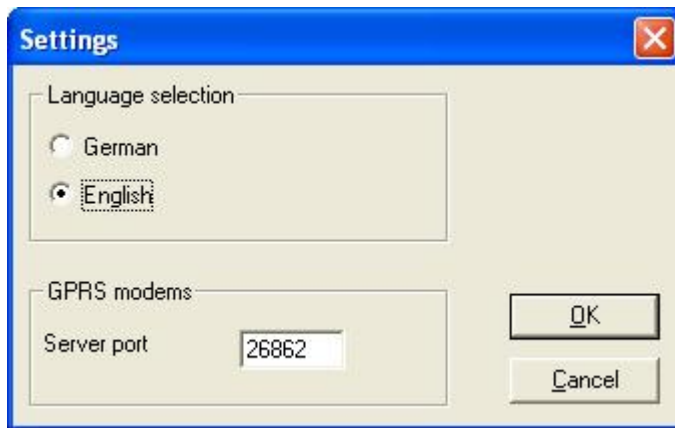 Settings
Language selection
German
English
GPRS modems
Server port 26862
OK
Cancel